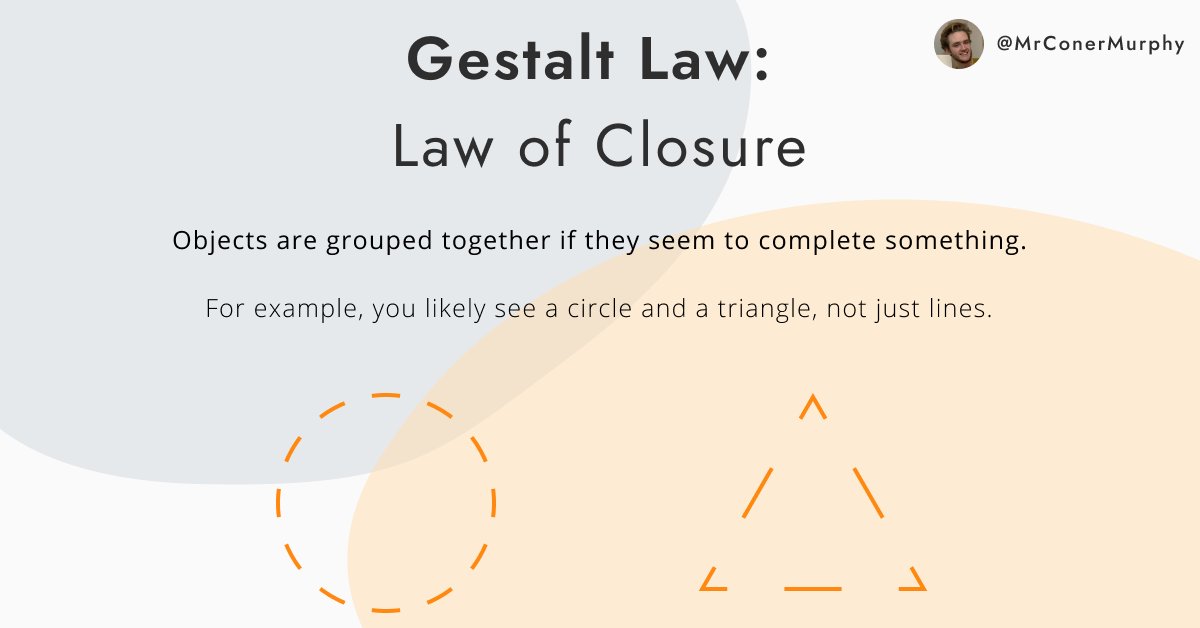 Gestalt Law:
@MrConerMurphy
Law of Closure
Objects are grouped together if they seem to complete something.
For example, you likely see a circle and a triangle, not just lines.